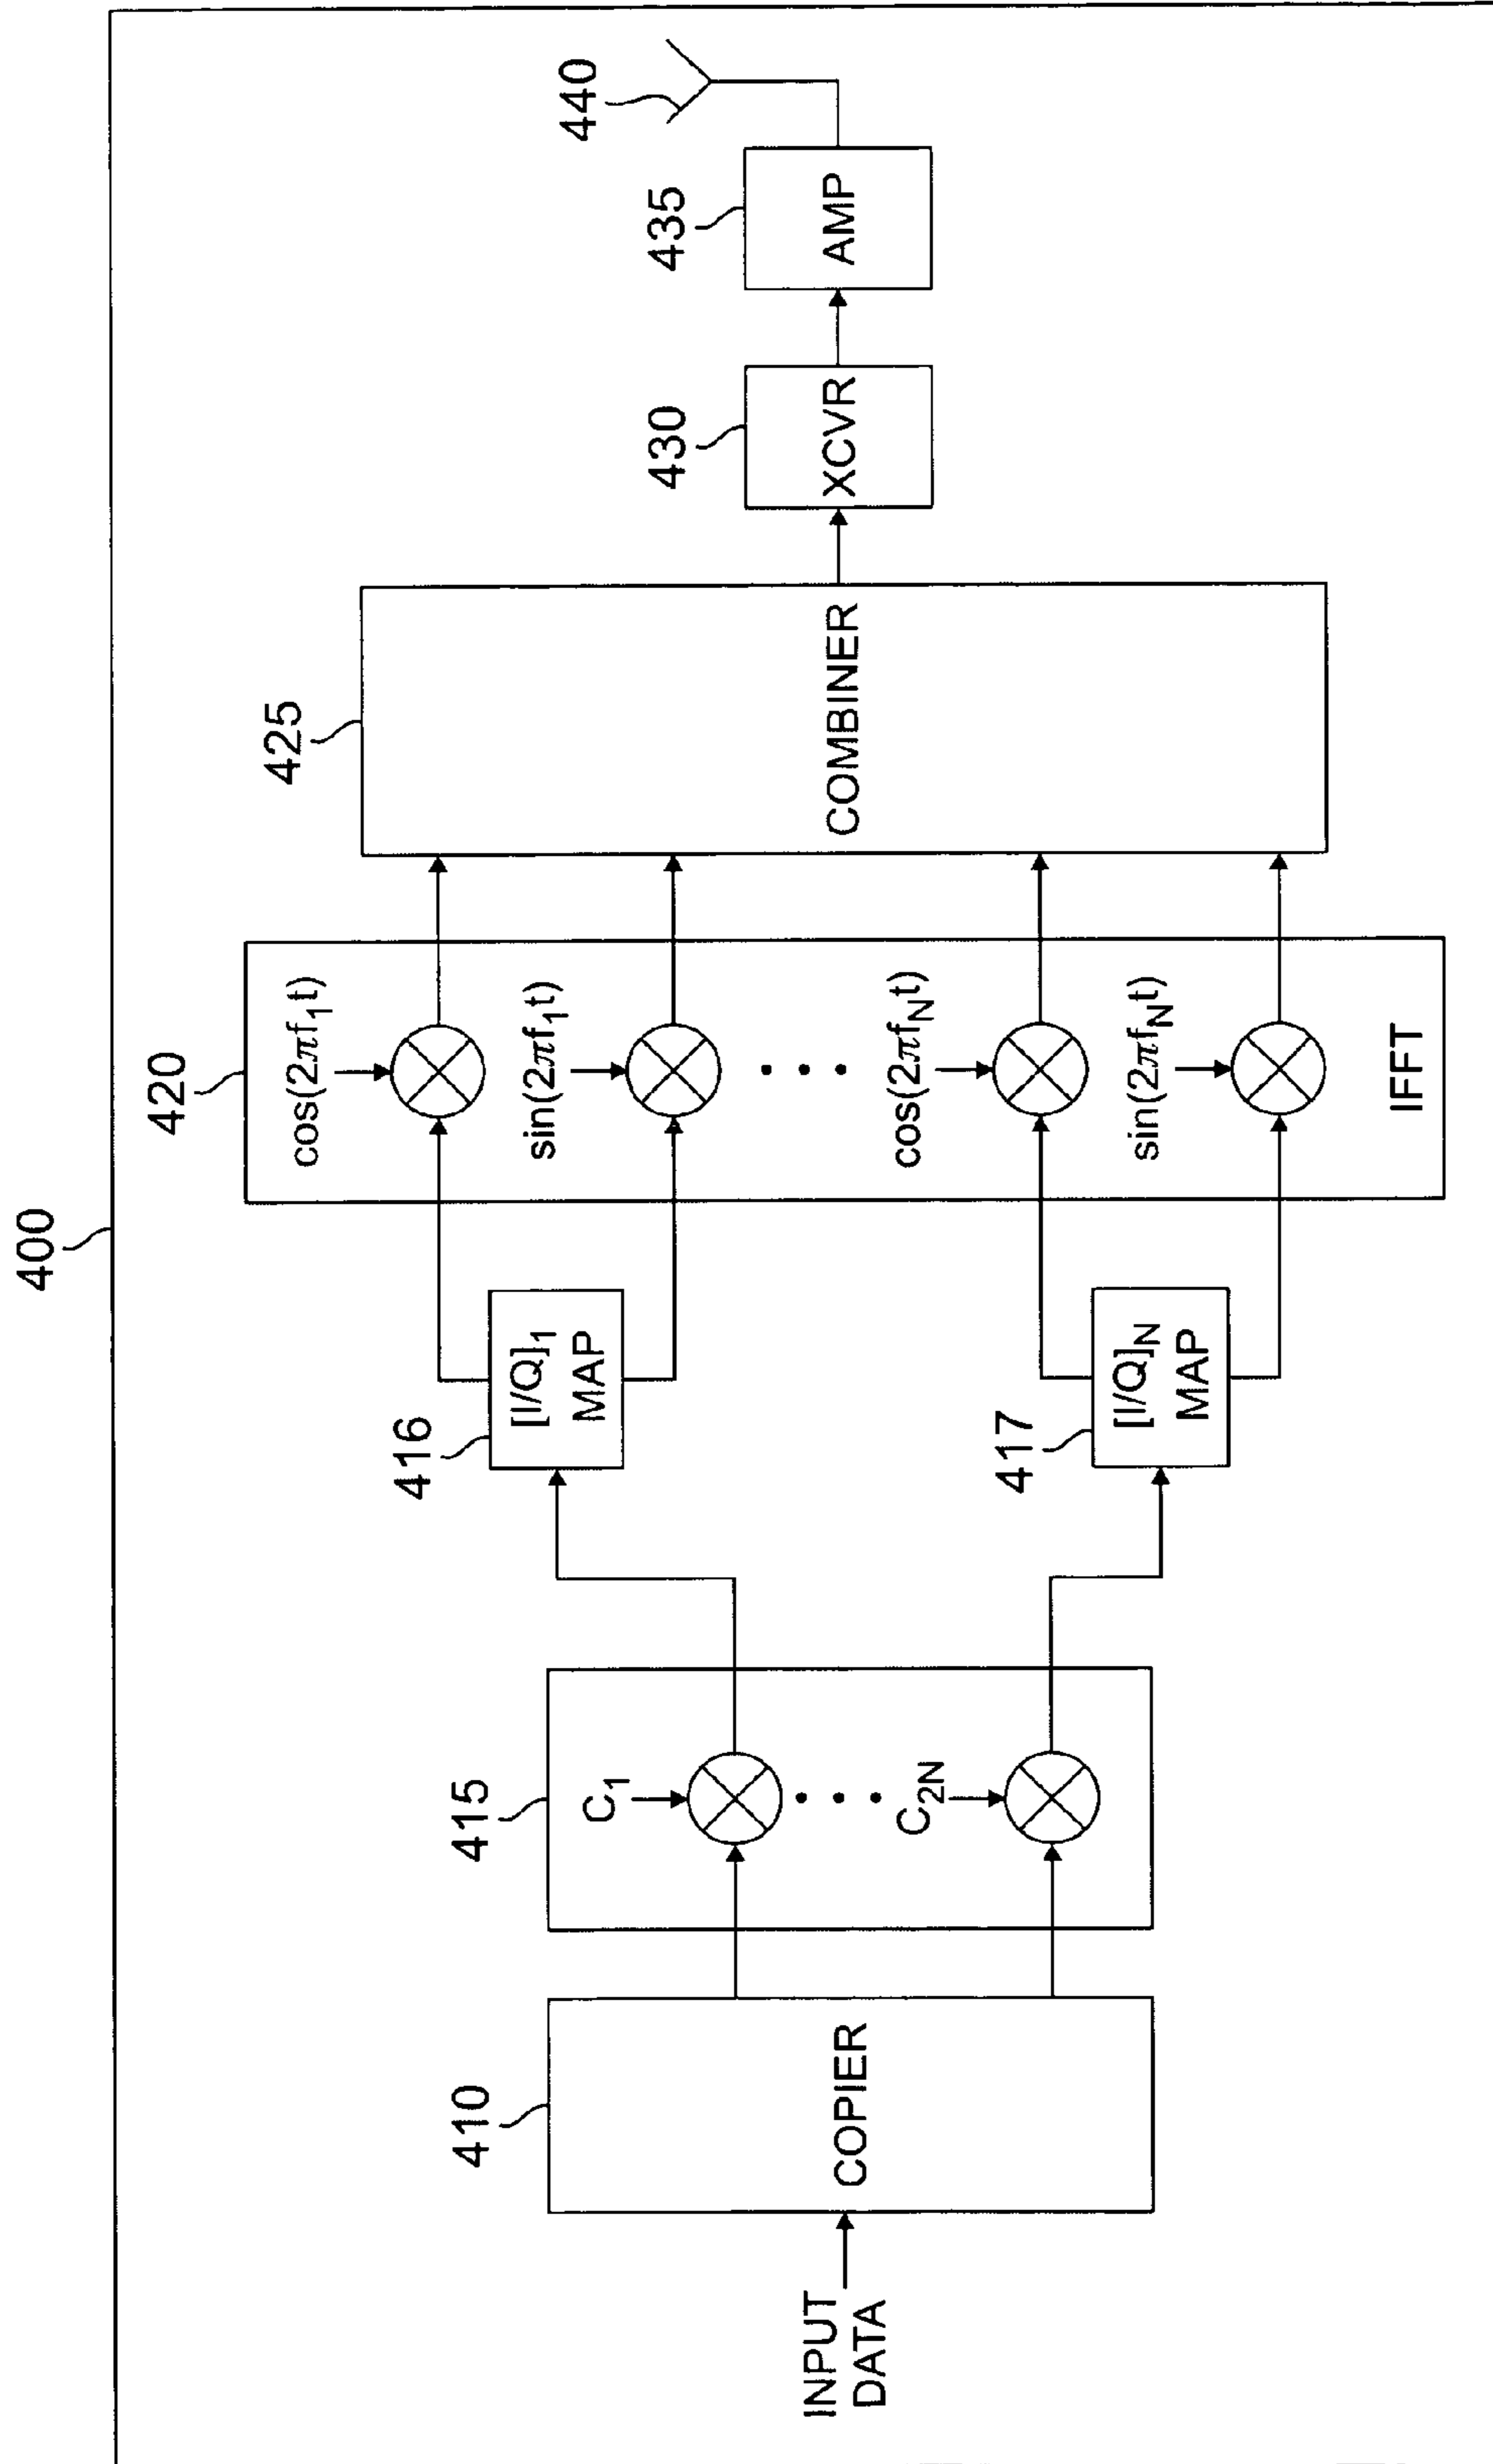 400
INPUT
DATA
410
COPIER
415
C1
C2N
416
[I/Q]1
MAP
417
[I/Q]N
MAP
420
cos(2πf1t)
sin(2πf1t)
cos(2πfNt)
sin(2πfNt)
IFFT
425
COMBINER
430
XCVR
435
AMP
440